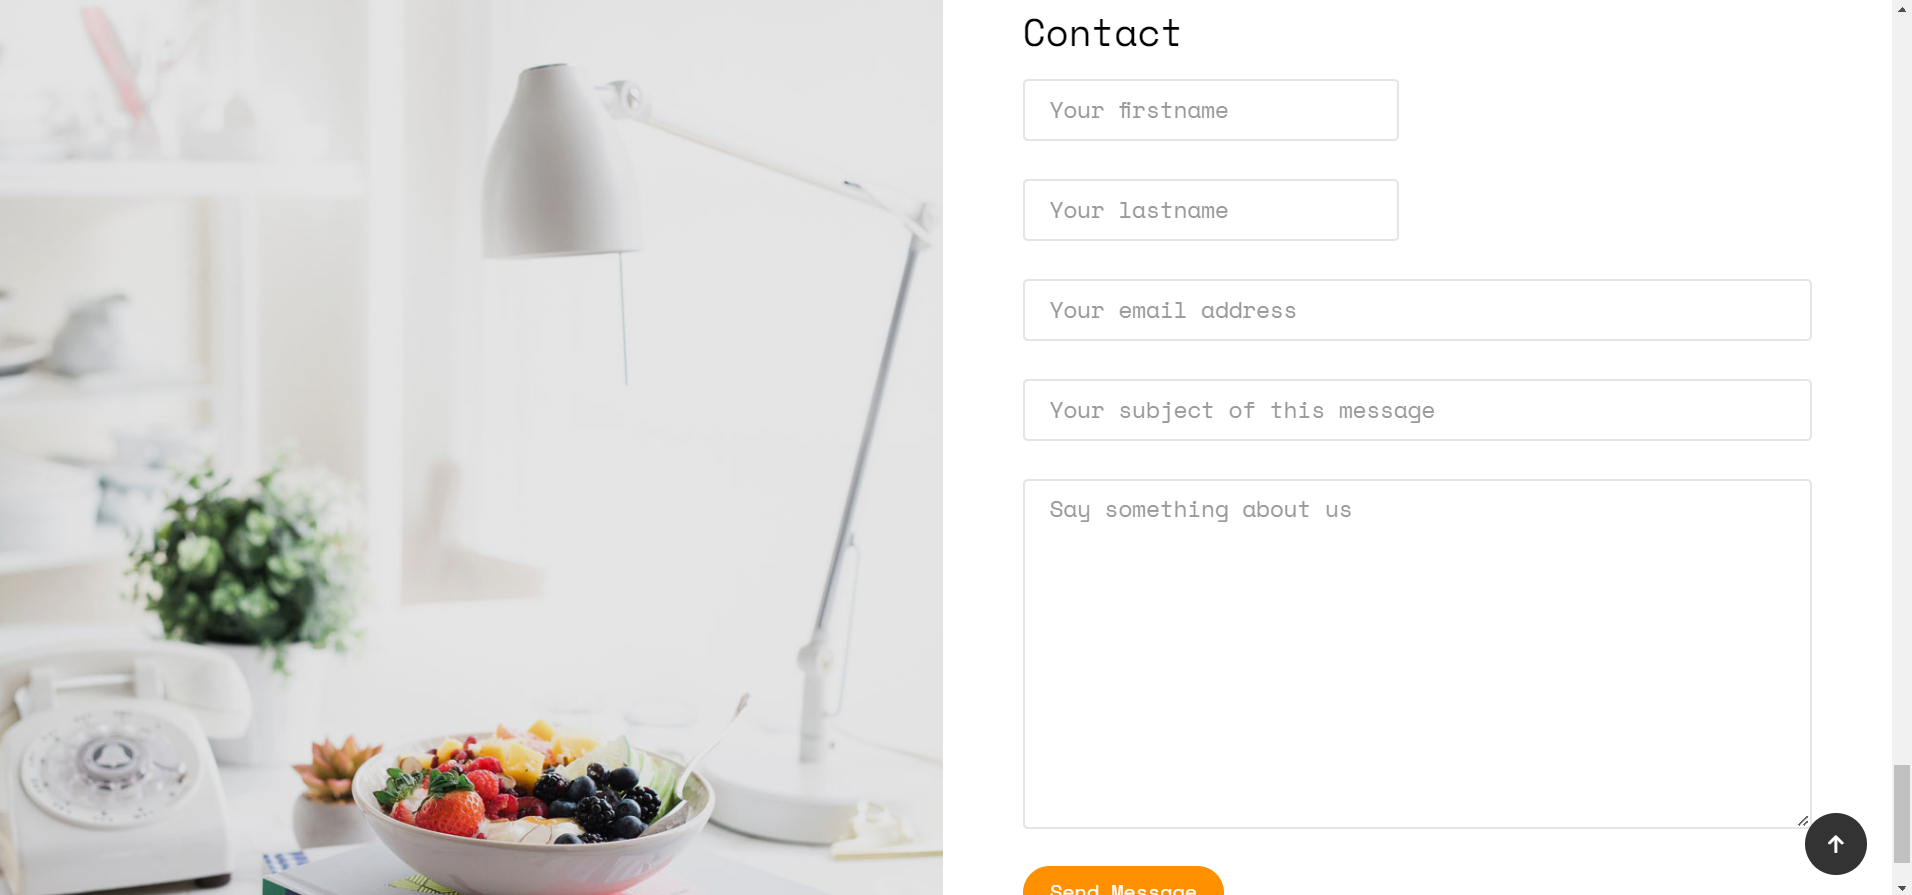 Contact
Your firstname
Your lastname
Your email address
Your subject of this message
Say something about us
Send Message